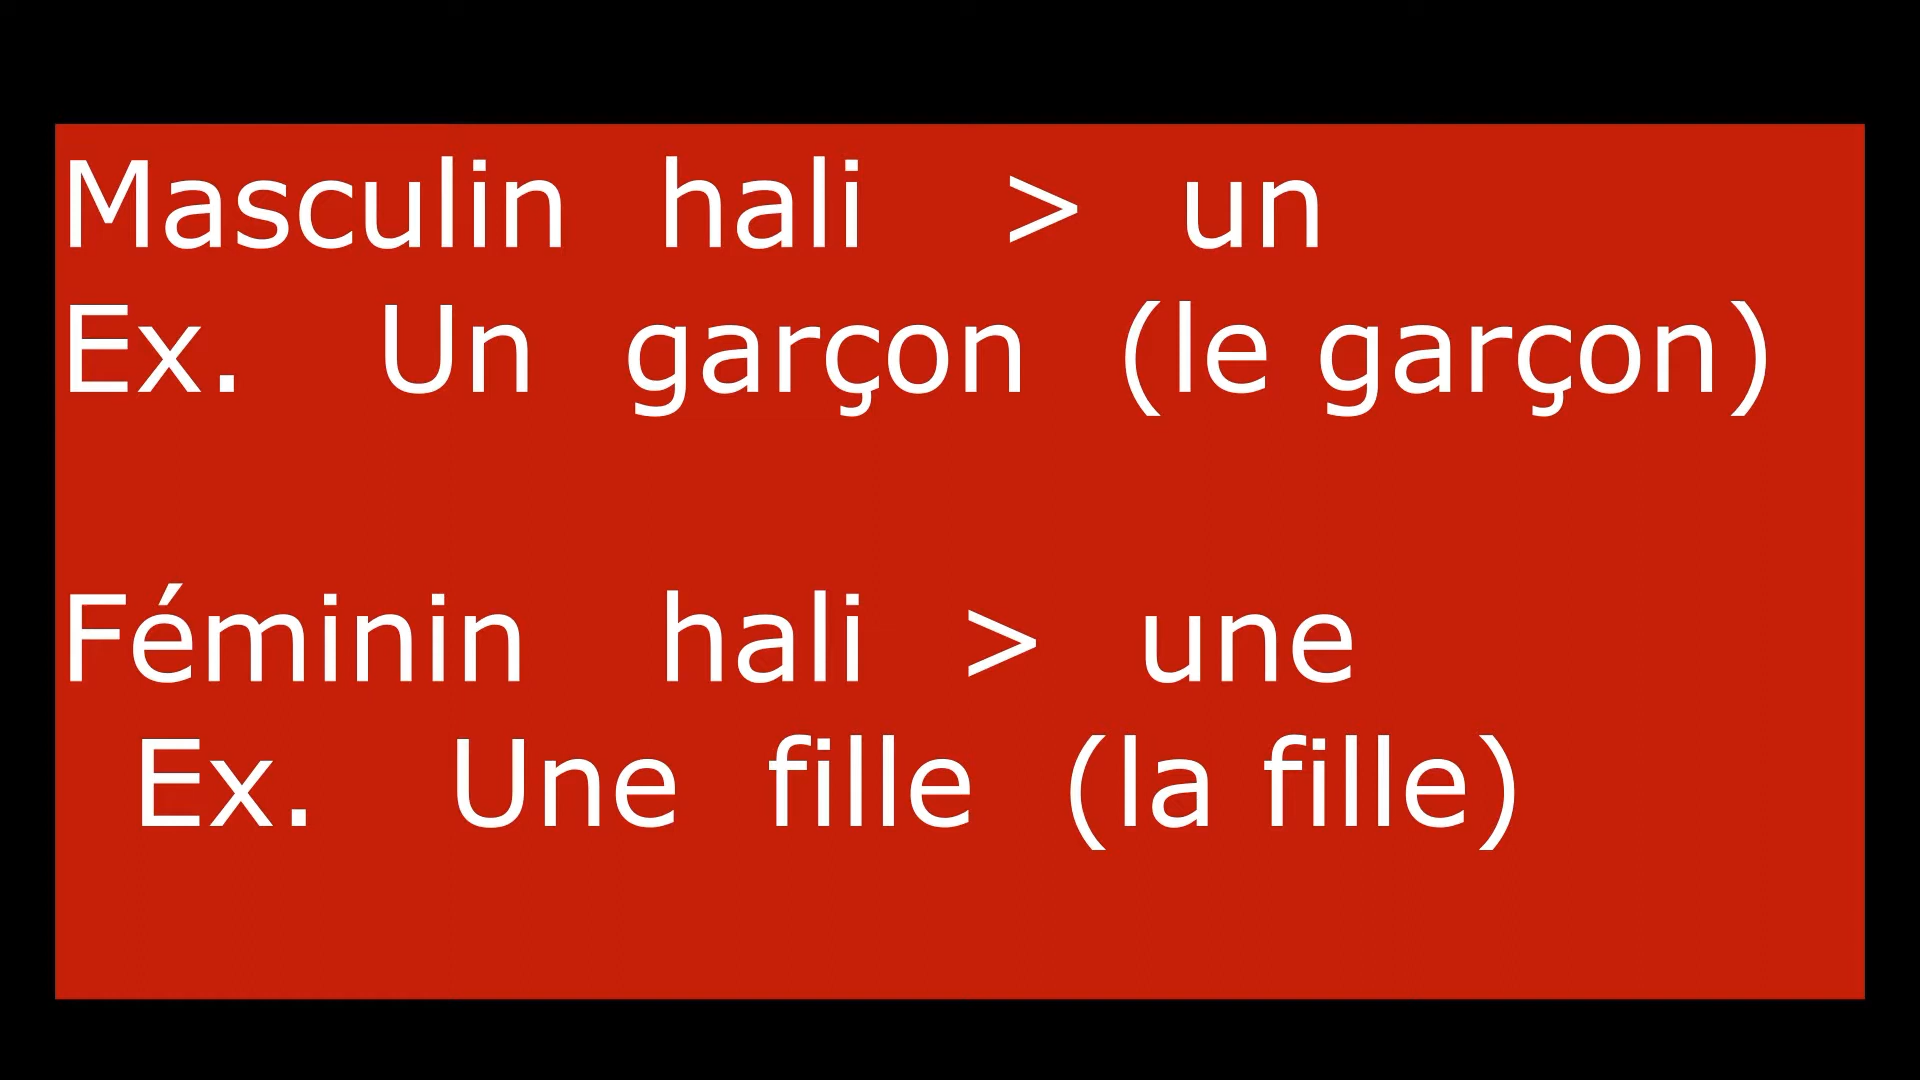 Masculin hali > un
Ex. Un garçon (le garçon)
Féminin hali > une
Ex. Une fille (la fille)